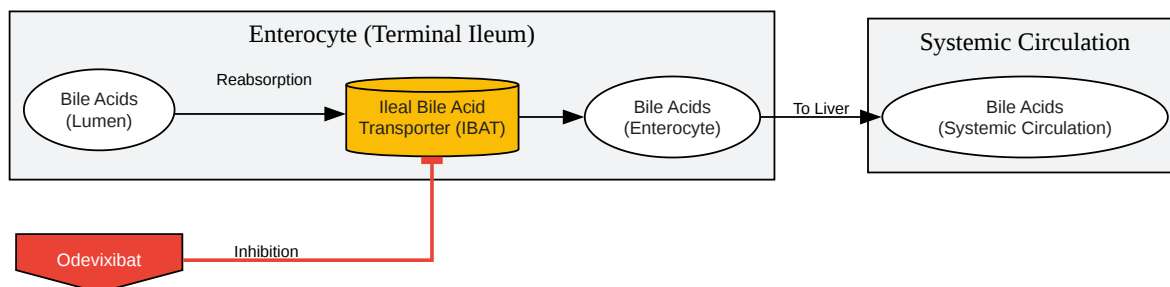 Enterocyte (Terminal Ileum)
Systemic Circulation
Bile Acids
(Lumen)
Reabsorption
Ileal Bile Acid
Transporter (IBAT)
Bile Acids
(Enterocyte)
To Liver
Bile Acids
(Systemic Circulation)
Odevixibat
Inhibition